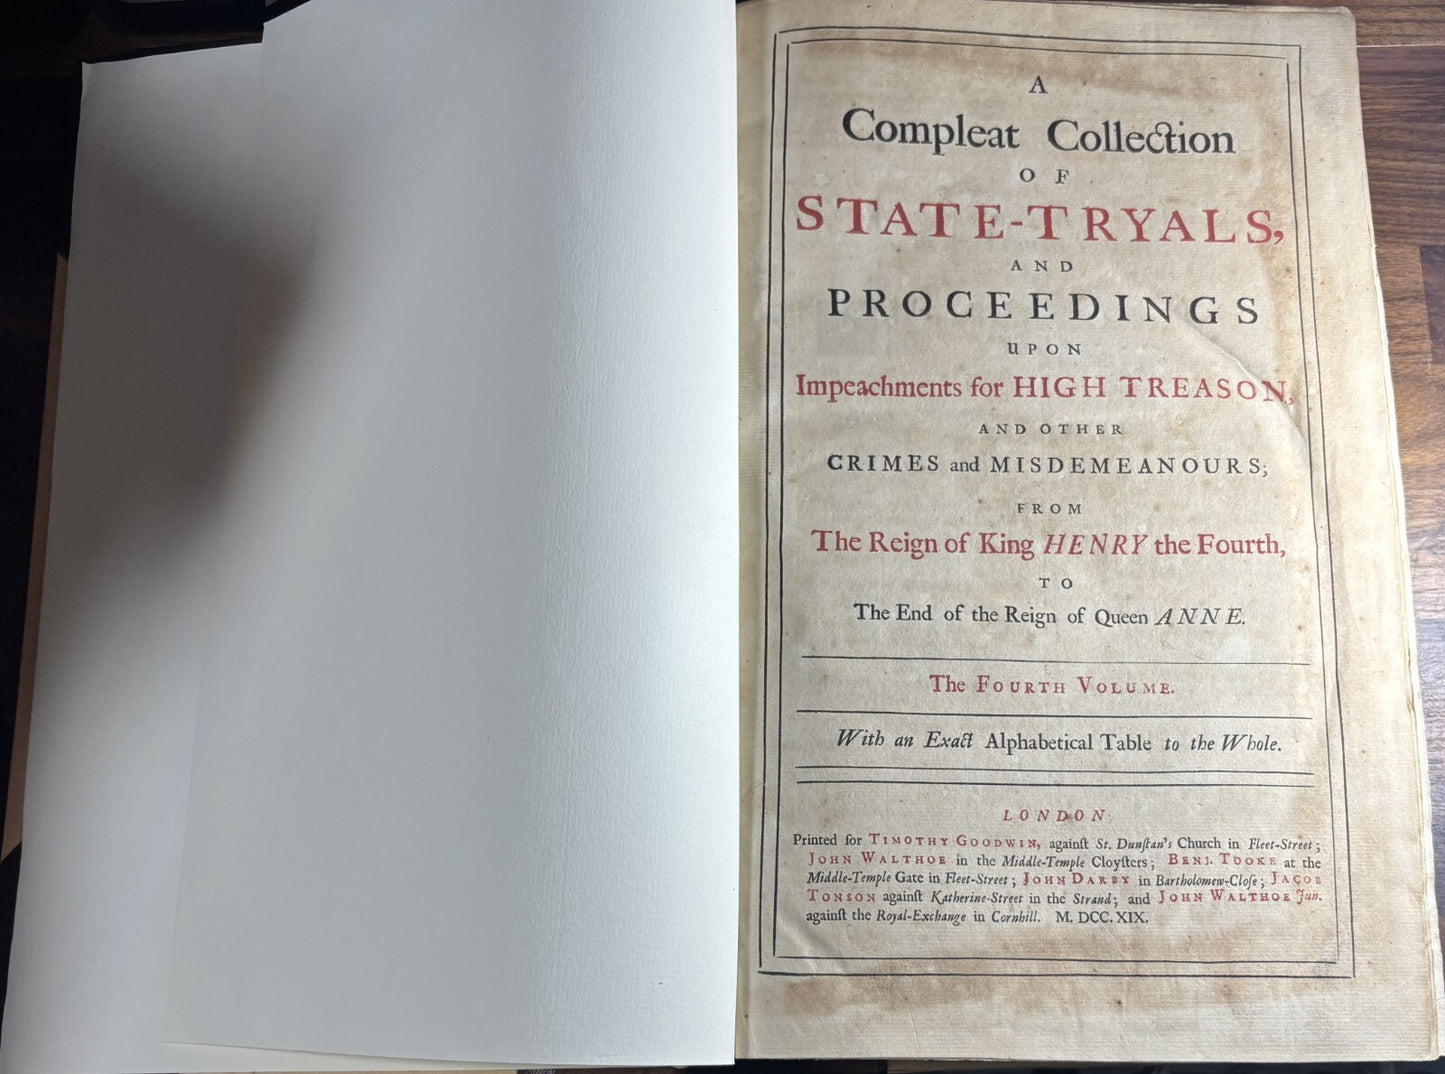 A
Compleat Collection
OF
STATE-TRYALS,
AND
PROCEEDINGS
UPON
Impeachments for HIGH TREASON,
AND OTHER
CRIMES and MISDEMEANOURS;
FROM
The Reign of King HENRY the Fourth,
TO
The End of the Reign of Queen ANNE.
The FOURTH VOLUME.
With an Exact Alphabetical Table to the Whole.
LONDON,
Printed for TIMOTHY GOODWIN, againſt St. Dunſtan's Church in Fleet-Street;
JOHN WALTHOE in the Middle-Temple Cloyſters; BENJ. TOOKE at the
Middle-Temple Gate in Fleet-Street; JOHN DARBY in Bartholomew-Cloſe; JACOB
TONSON againſt Katherine-Street in the Strand; and JOHN WALTHOE Jun.
againſt the Royal-Exchange in Cornhill. M. DCC. XIX.